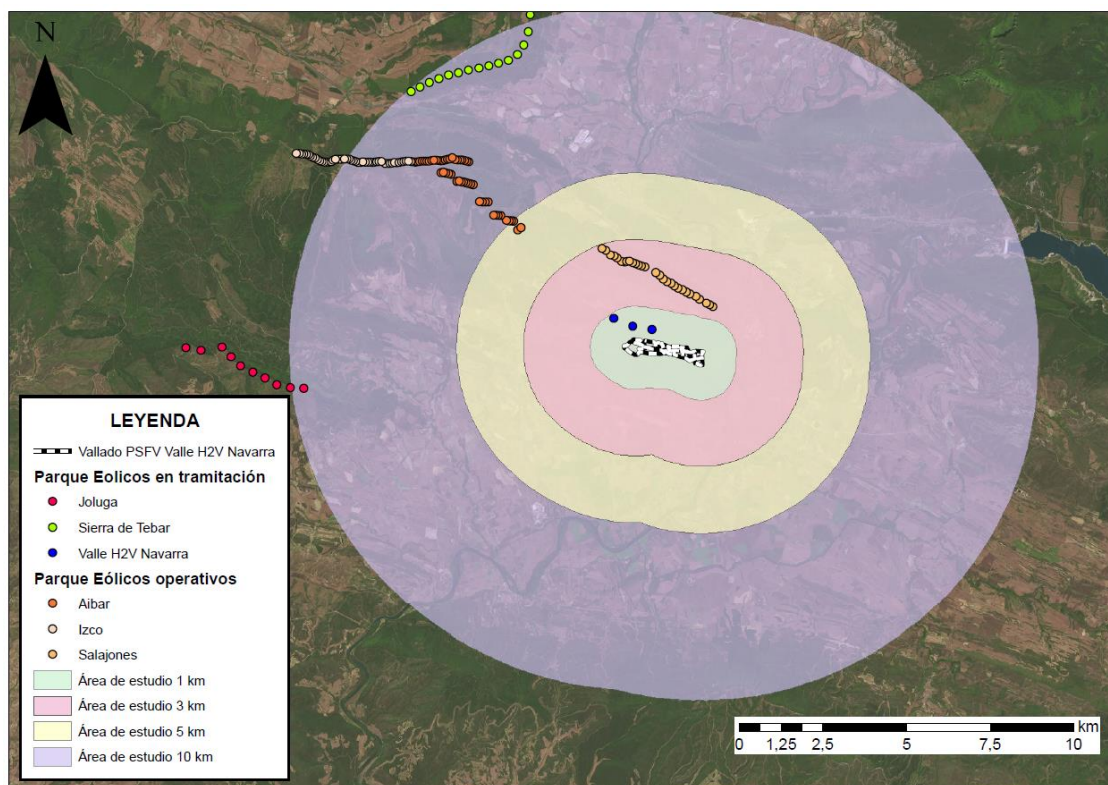 N
LEYENDA
Vallado PSFV Valle H2V Navarra
Parque Eolicos en tramitación
Joluga
Sierra de Tebar
Valle H2V Navarra
Parque Eólicos operativos
Aibar
Izco
Salajones
Área de estudio 1 km
Área de estudio 3 km
Área de estudio 5 km
Área de estudio 10 km
km
0 1,25 2,5 5 7,5 10